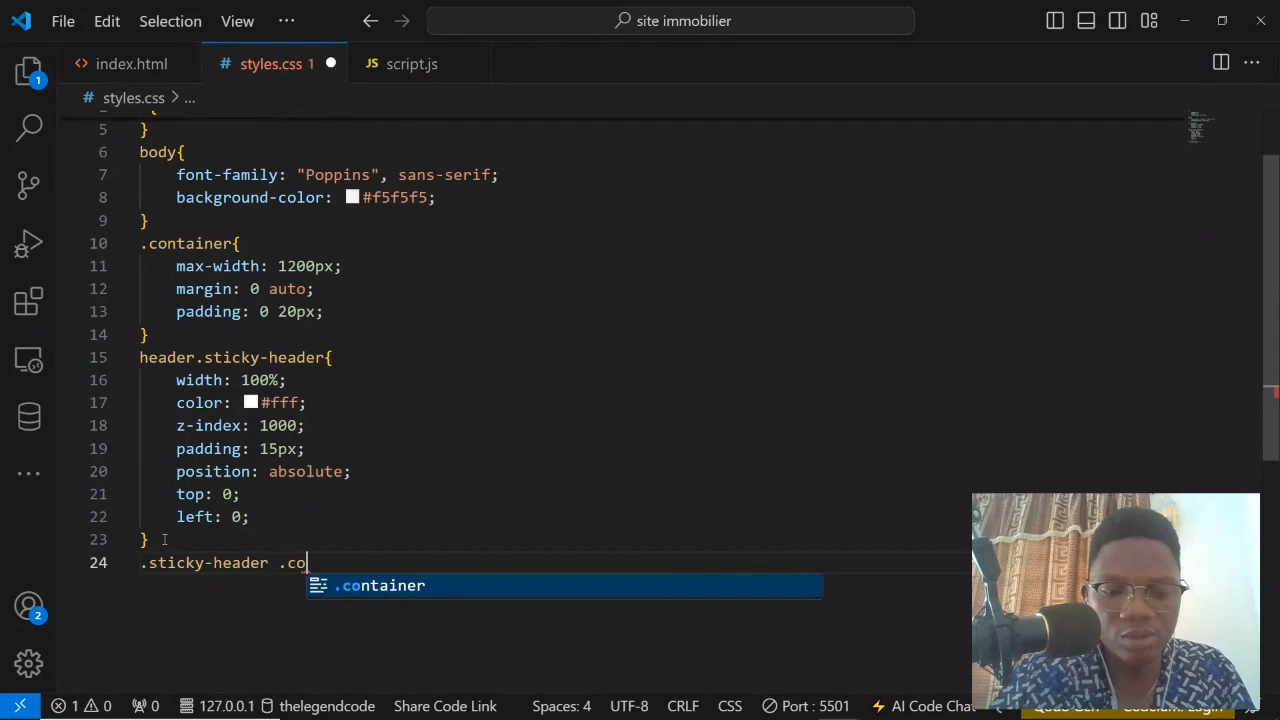 File Edit Selection View ··· site immobilier
index.html # styles.css 1 JS script.js
# styles.css > ...
5 }
6 body{
7 font-family: "Poppins", sans-serif;
8 background-color: #f5f5f5;
9 }
10 .container{
11 max-width: 1200px;
12 margin: 0 auto;
13 padding: 0 20px;
14 }
15 header.sticky-header{
16 width: 100%;
17 color: #fff;
18 z-index: 1000;
19 padding: 15px;
20 position: absolute;
21 top: 0;
22 left: 0;
23 }
24 .sticky-header .co
.container
1
2
1 0 0 127.0.0.1 thelegendcode Share Code Link Spaces: 4 UTF-8 CRLF CSS Port : 5501 AI Code Chat